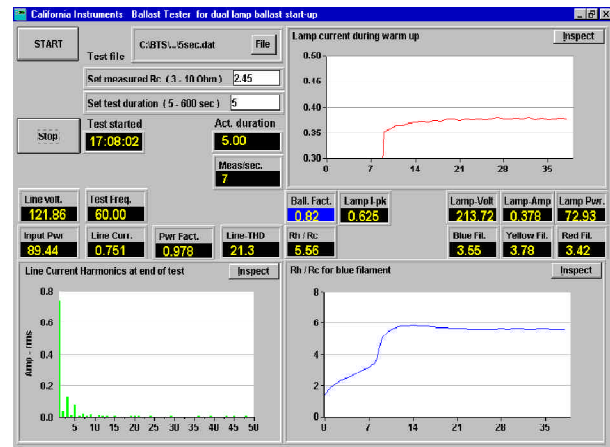 California Instruments Ballast Tester for dual lamp ballast start-up
START
Test file
C:\BTS\...\5sec.dat
File
Set measured Rc ( 3 - 10 Ohm )
2.45
Set test duration ( 5 - 600 sec )
5
Stop
Test started
17:08:02
Act. duration
5.00
Meas/sec.
7
Lamp current during warm up
Inspect
0.50
0.45
0.40
0.35
0.30
0 7 14 21 28 35
Line volt.
121.86
Test Freq.
60.00
Ball. Fact.
0.82
Lamp I-pk
0.625
Lamp-Volt
213.72
Lamp-Amp
0.378
Lamp Pwr.
72.93
Input Pwr
89.44
Line Curr.
0.751
Pwr Fact.
0.978
Line-THD
21.3
Rh / Rc
5.56
Blue Fil.
3.55
Yellow Fil.
3.78
Red Fil.
3.42
Line Current Harmonics at end of test
Inspect
Amp - rms
0.8
0.6
0.4
0.2
0.0
5 10 15 20 25 30 35 40 45 50
Rh / Rc for blue filament
Inspect
8
6
4
2
0
0 7 14 21 28 35